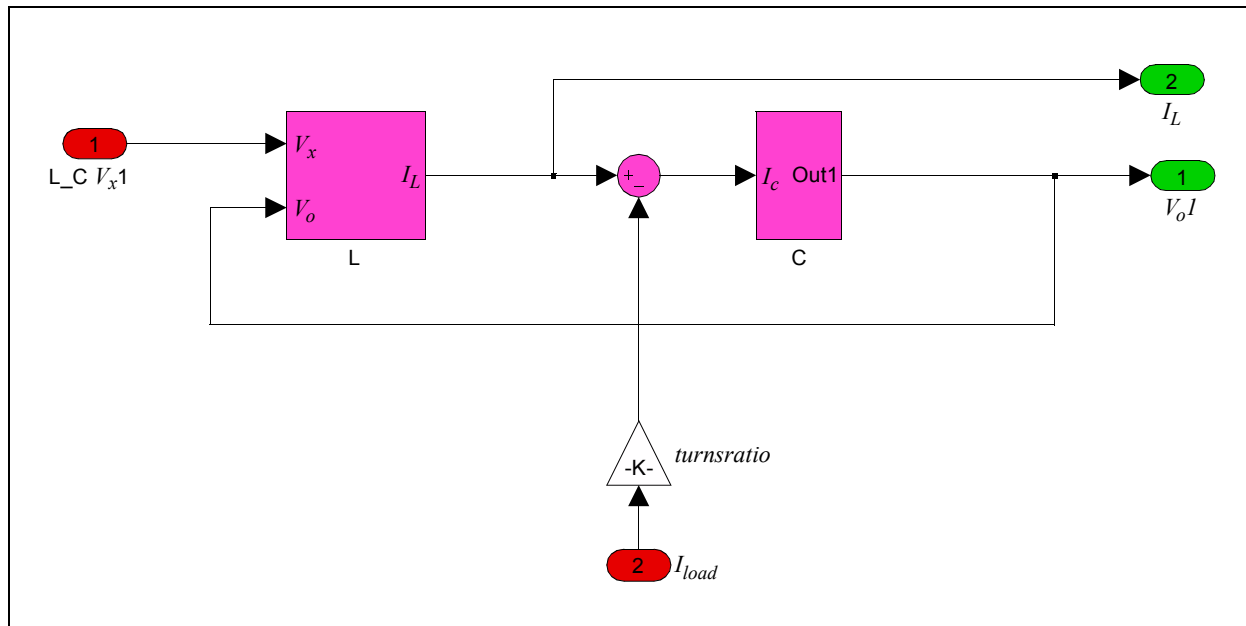 2
I_L
1
L_C V_x1
V_x
V_o
I_L
L
+
−
I_c
Out1
C
1
V_o1
-K-
turnsratio
2
I_load